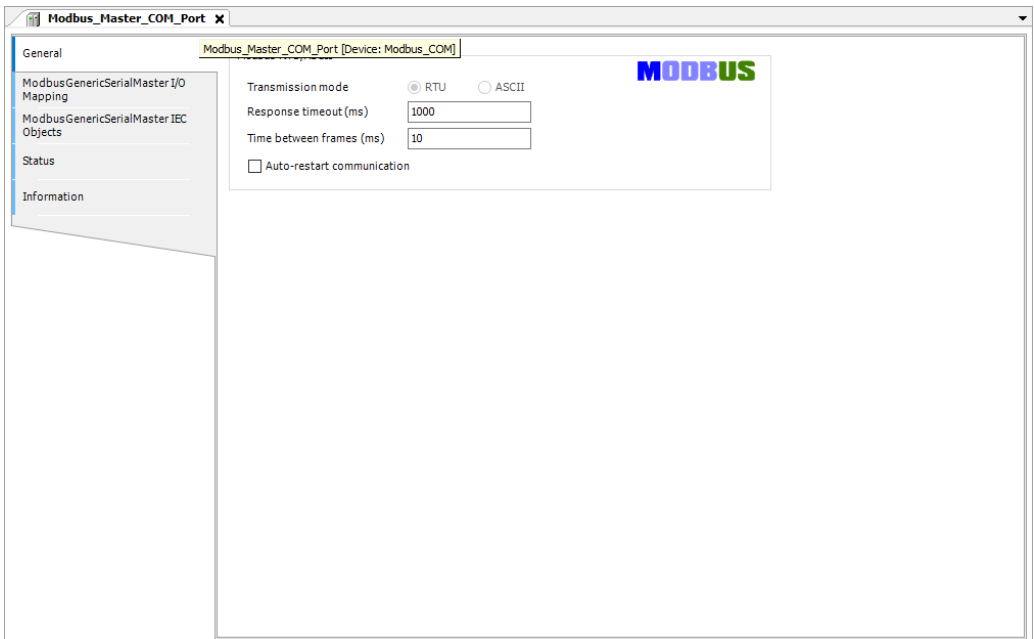 Modbus_Master_COM_Port
General
Modbus_Master_COM_Port [Device: Modbus_COM]
MODBUS
ModbusGenericSerialMaster I/O
Mapping
Transmission mode
RTU
ASCII
ModbusGenericSerialMaster IEC
Objects
Response timeout (ms)
1000
Time between frames (ms)
10
Status
Auto-restart communication
Information